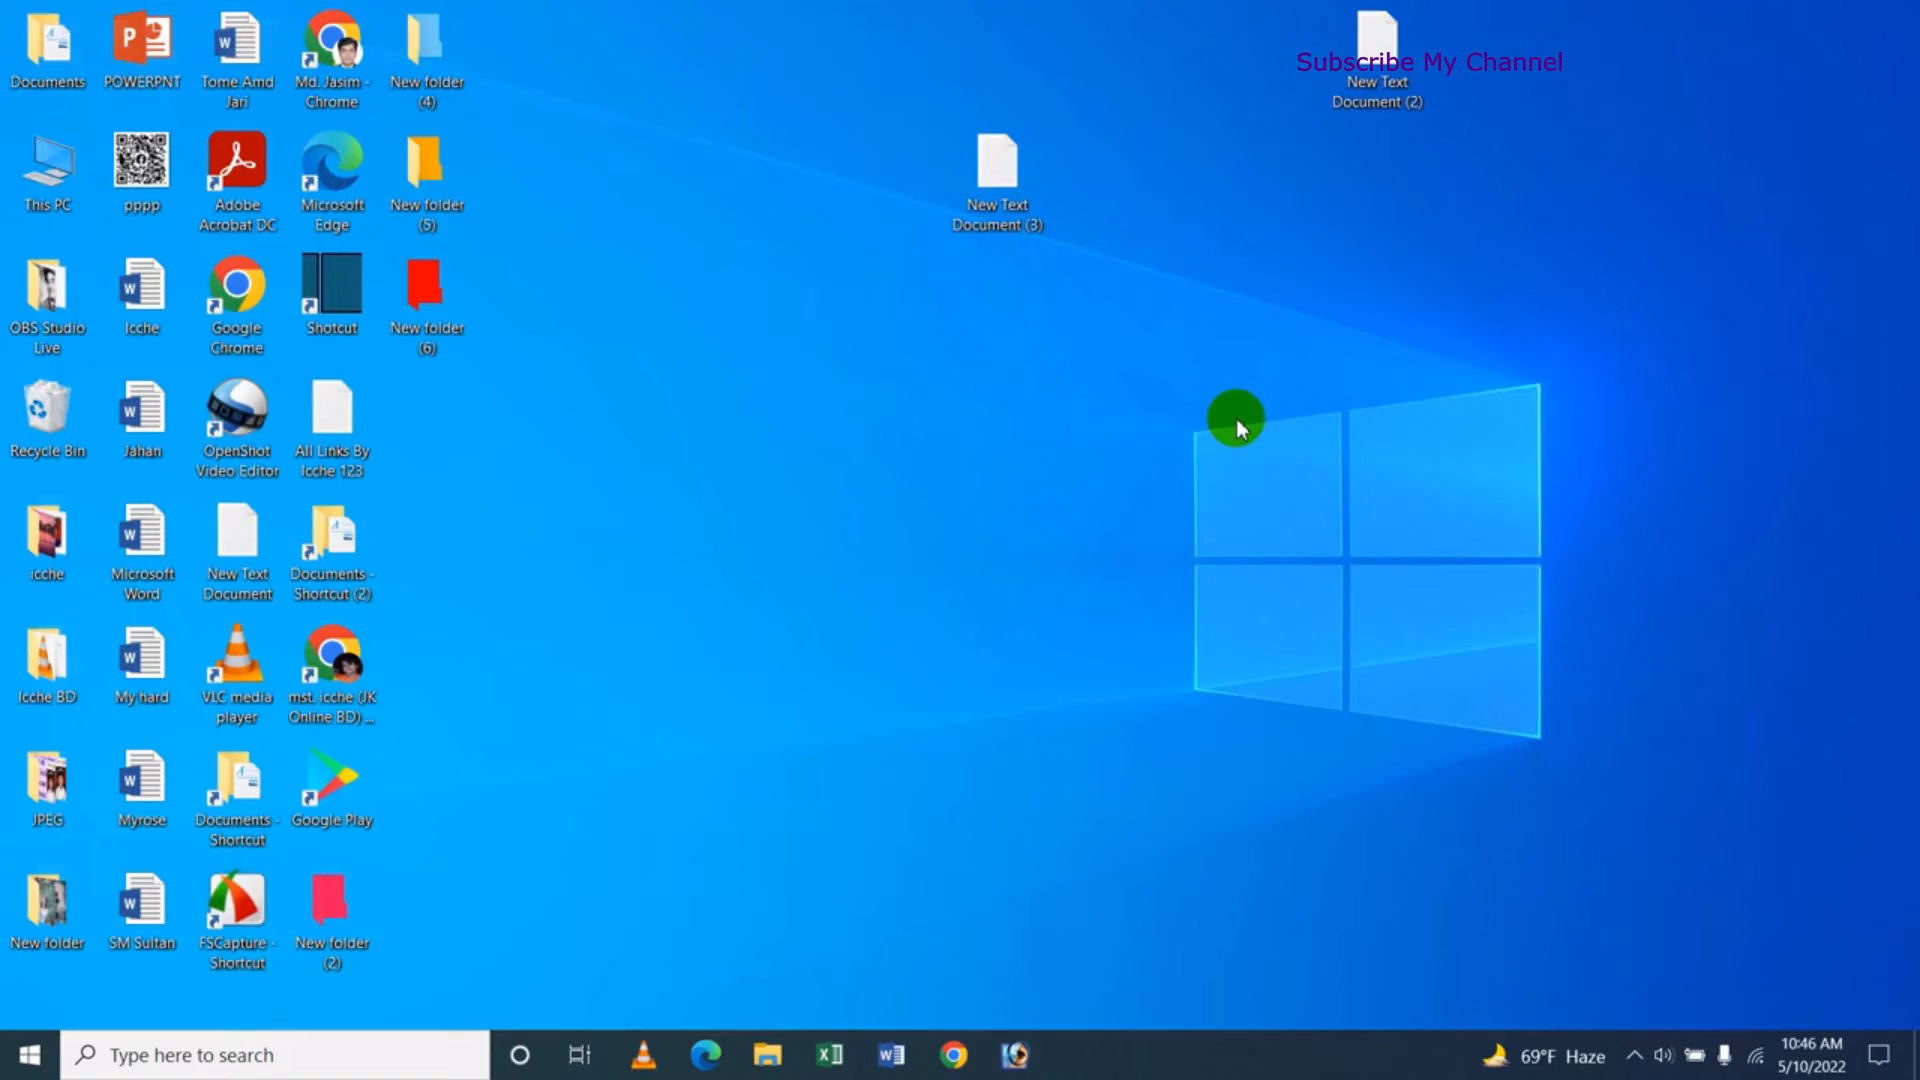 Documents
POWERPNT
Tome Amd
Jari
Md. Jasim -
Chrome
New folder
(4)
Subscribe My Channel
New Text
Document (2)
This PC
pppp
Adobe
Acrobat DC
Microsoft
Edge
New folder
(5)
New Text
Document (3)
OBS Studio
Live
Icche
Google
Chrome
Shotcut
New folder
(6)
Recycle Bin
Jahan
OpenShot
Video Editor
All Links By
Icche 123
icche
Microsoft
Word
New Text
Document
Documents -
Shortcut (2)
Icche BD
My hard
VLC media
player
mst. icche (JK
Online BD) ...
JPEG
Myrose
Documents -
Shortcut
Google Play
New folder
SM Sultan
FSCapture -
Shortcut
New folder
(2)
Type here to search
69°F Haze
10:46 AM
5/10/2022